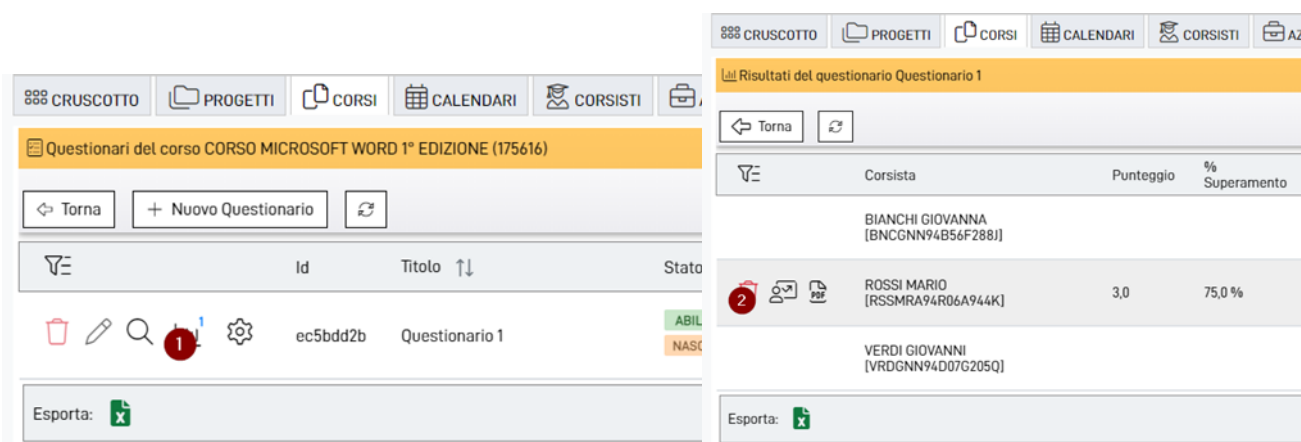 CRUSCOTTO PROGETTI CORSI CALENDARI CORSISTI
Questionari del corso CORSO MICROSOFT WORD 1° EDIZIONE (175616)
Torna + Nuovo Questionario
Id Titolo Stato
1
1 ec5bdd2b Questionario 1 ABIL
NASC
Esporta:
CRUSCOTTO PROGETTI CORSI CALENDARI CORSISTI AZ
Risultati del questionario Questionario 1
Torna
Corsista Punteggio %
Superamento
BIANCHI GIOVANNA
[BNCGNN94B56F288J]
2 PDF ROSSI MARIO 3,0 75,0 %
[RSSMRA94R06A944K]
VERDI GIOVANNI
[VRDGNN94D07G205Q]
Esporta: